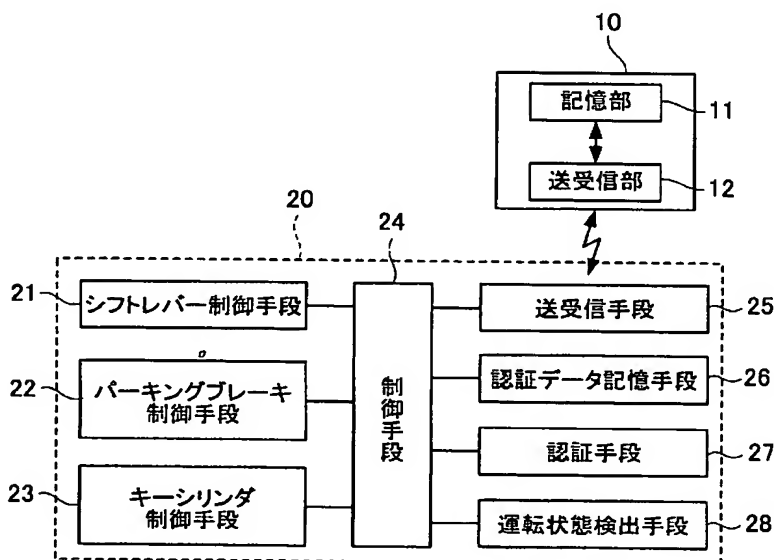 10
記憶部
11
送受信部
12
20
24
21
シフトレバー制御手段
送受信手段
25
22
パーキングブレーキ
制御手段
制御手段
認証データ記憶手段
26
認証手段
27
23
キーシリンダ
制御手段
運転状態検出手段
28